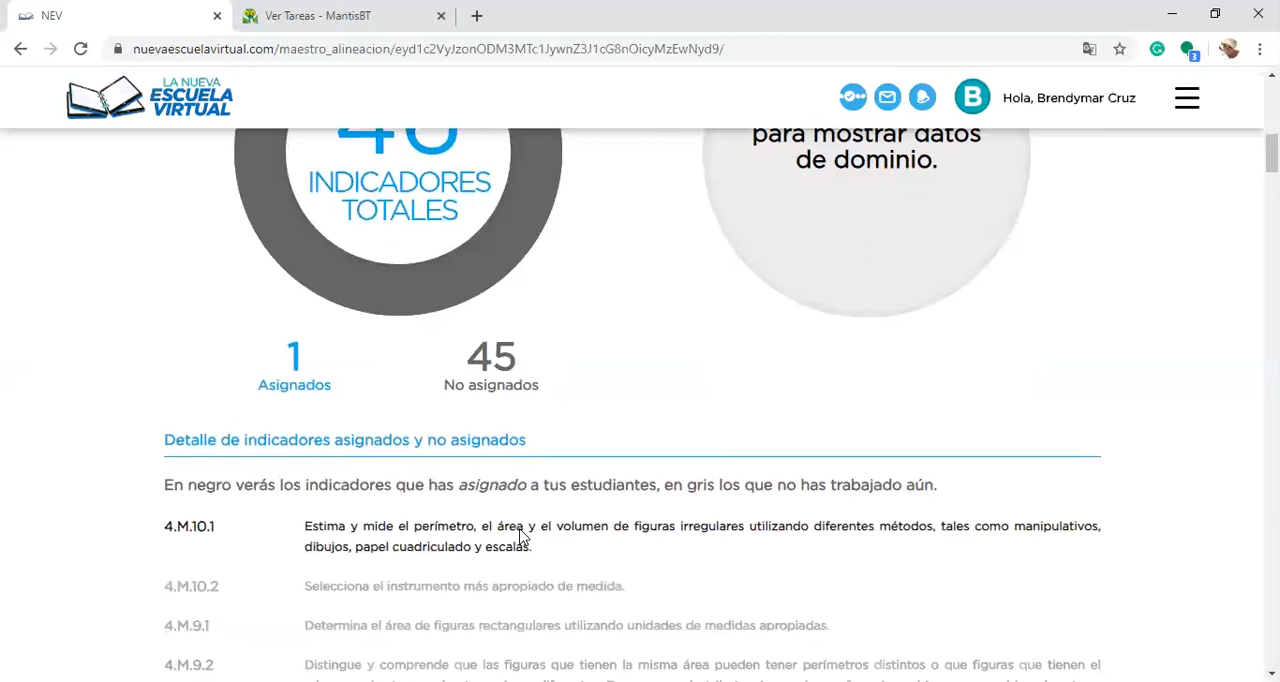 NEV
Ver Tareas - MantisBT
nuevaescuelavirtual.com/maestro_alineacion/eyd1c2VyJzonODM3MTc1JywnZ3J1cG8nOicyMzEwNyd9/
3
LA NUEVA
ESCUELA
VIRTUAL
B
Hola, Brendymar Cruz
INDICADORES
TOTALES
para mostrar datos
de dominio.
1
45
Asignados
No asignados
Detalle de indicadores asignados y no asignados
En negro verás los indicadores que has asignado a tus estudiantes, en gris los que no has trabajado aún.
4.M.10.1
Estima y mide el perímetro, el área y el volumen de figuras irregulares utilizando diferentes métodos, tales como manipulativos,
dibujos, papel cuadriculado y escalas.
4.M.10.2
Selecciona el instrumento más apropiado de medida.
4.M.9.1
Determina el área de figuras rectangulares utilizando unidades de medidas apropiadas.
4.M.9.2
Distingue y comprende que las figuras que tienen la misma área pueden tener perímetros distintos o que figuras que tienen el